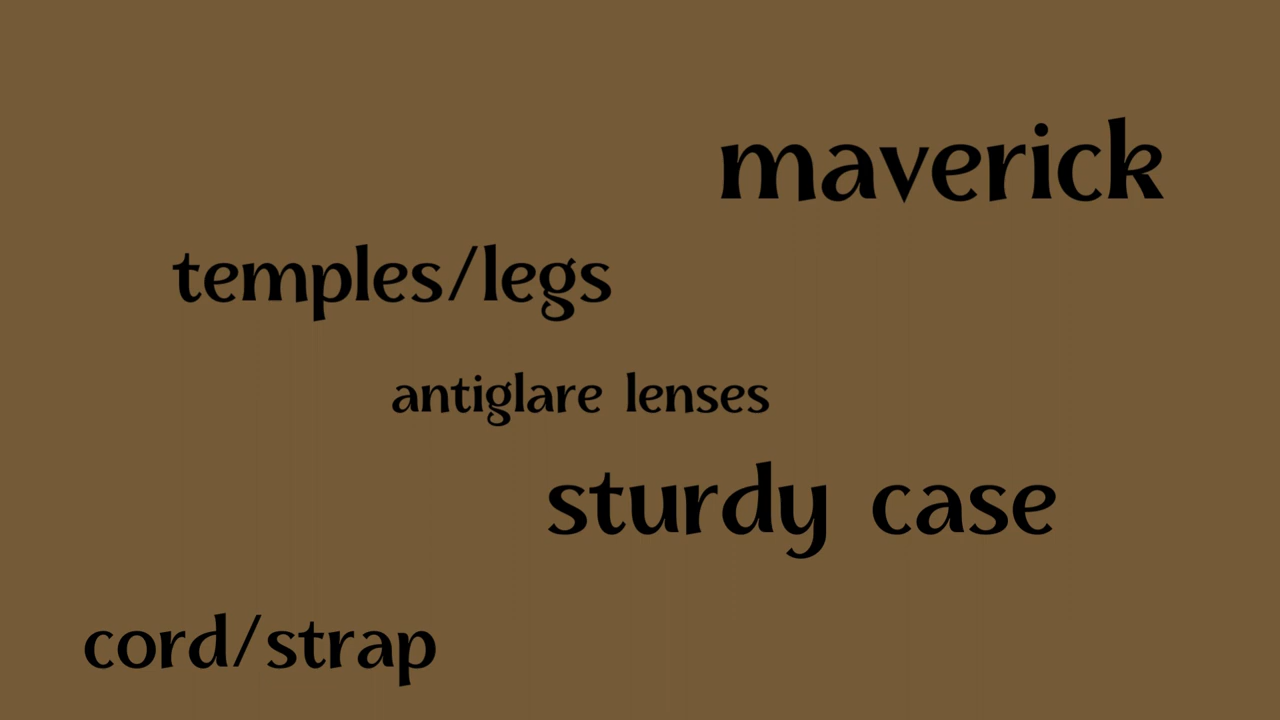 maverick
temples/legs
antiglare lenses
sturdy case
cord/strap